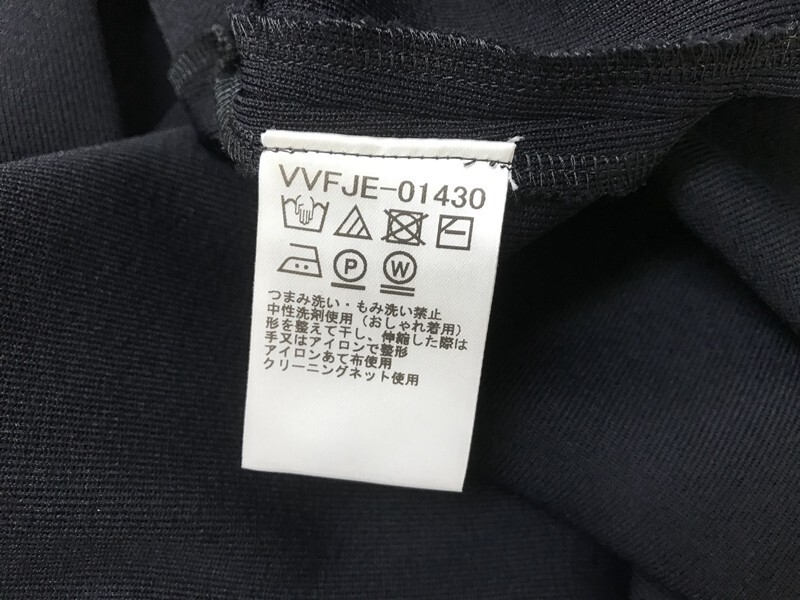 VVFJE-01430
P W
つまみ洗い・もみ洗い禁止
中性洗剤使用（おしゃれ着用）
形を整えて干し、伸縮した際は
手又はアイロンで整形
アイロンあて布使用
クリーニングネット使用